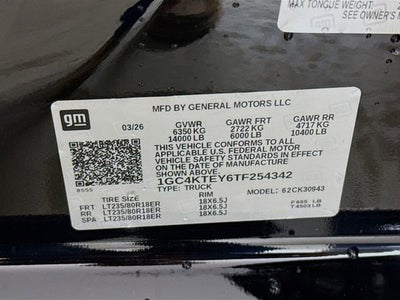 MAX TONGUE WEIGHT:
SEE OWNER'S
gm
MFD BY GENERAL MOTORS LLC
03/26 GVWR GAWR FRT GAWR RR
6350 KG 2722 KG 4717 KG
14000 LB 6000 LB 10400 LB
THIS VEHICLE CONFORMS TO ALL
APPLICABLE U.S. FEDERAL MOTOR
VEHICLE SAFETY STANDARDS IN
EFFECT ON THE DATE OF
MANUFACTURE SHOWN ABOVE.
1GC4KTEY6TF254342
TYPE: TRUCK MODEL: 62CK30943
TIRE SIZE RIM
FRT LT235/80R18ER 18X6.5J
RR LT235/80R18ER 18X6.5J
SPA LT235/80R18ER 18X6.5J